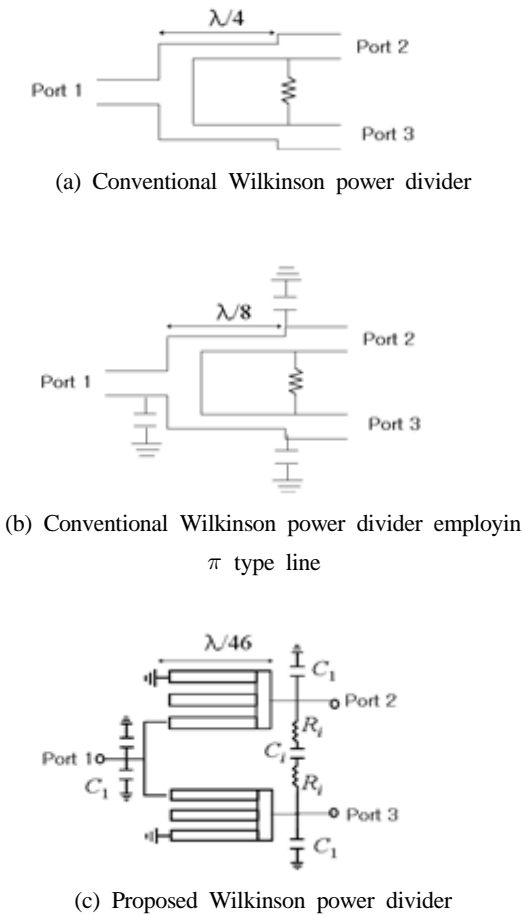 λ/4
Port 2
Port 1
Port 3
(a) Conventional Wilkinson power divider
λ/8
Port 2
Port 1
Port 3
(b) Conventional Wilkinson power divider employin
π type line
λ/46
C1
Port 2
Ri
Port 1
Ci
C1
Ri
Port 3
C1
(c) Proposed Wilkinson power divider